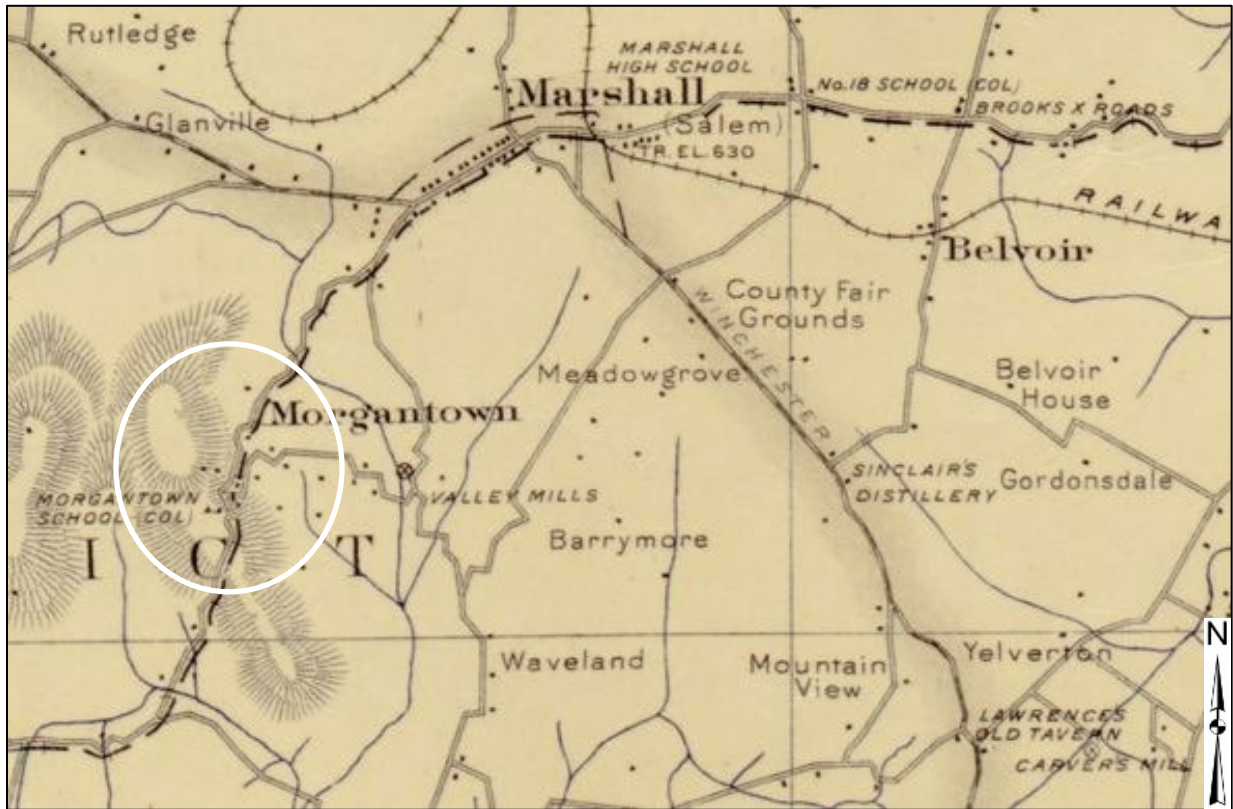 Rutledge
MARSHALL
HIGH SCHOOL
Marshall
No. 18 SCHOOL (COL)
BROOKS X ROADS
Glanville
(Salem)
TR. EL. 630
RAILWA
Belvoir
County Fair
Grounds
WINCHESTER
Meadowgrove
Belvoir
House
Morgantown
SINCLAIR'S
DISTILLERY
Gordonsdale
MORGANTOWN
SCHOOL (COL)
VALLEY MILLS
I C T
Barrymore
N
Waveland
Mountain
View
Yelverton
LAWRENCES
OLD TAVERN
CARVERS MILL